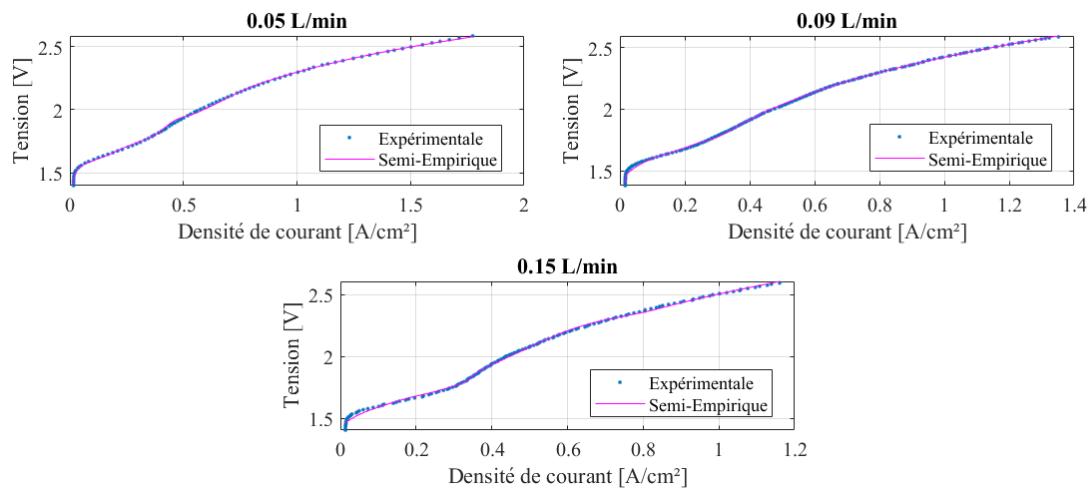 0.05 L/min
Tension [V]
2.5
2
1.5
0
0.5
1
1.5
2
Densité de courant [A/cm²]
Expérimentale
Semi-Empirique
0.09 L/min
Tension [V]
2.5
2
1.5
0
0.2
0.4
0.6
0.8
1
1.2
1.4
Densité de courant [A/cm²]
Expérimentale
Semi-Empirique
0.15 L/min
Tension [V]
2.5
2
1.5
0
0.2
0.4
0.6
0.8
1
1.2
Densité de courant [A/cm²]
Expérimentale
Semi-Empirique